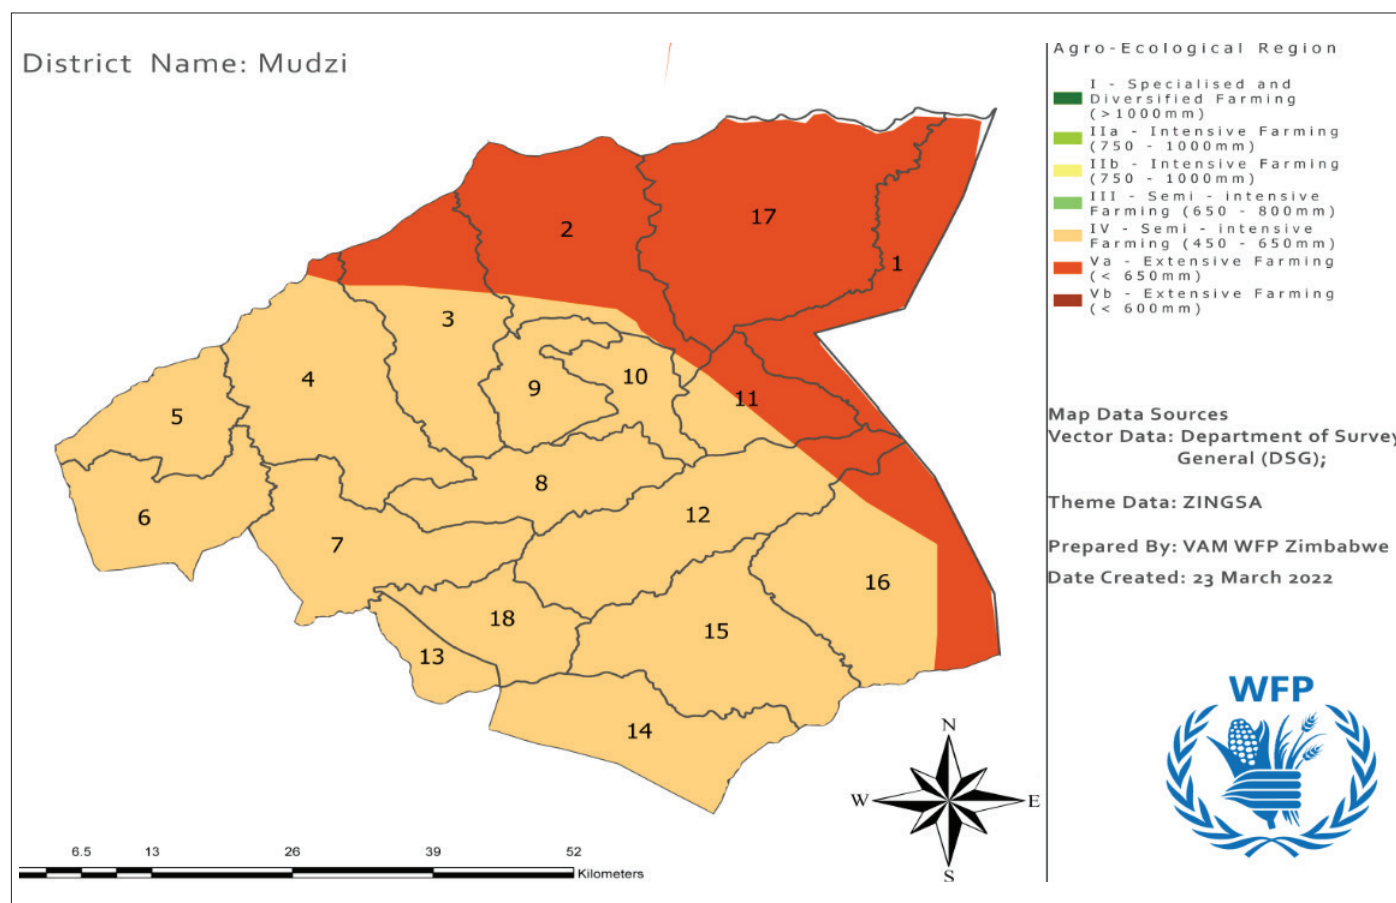 District Name: Mudzi
Agro-Ecological Region
I - Specialised and
Diversified Farming
(>1000mm)
IIa - Intensive Farming
(750 - 1000mm)
IIb - Intensive Farming
(750 - 1000mm)
III - Semi - intensive
Farming (650 - 800mm)
IV - Semi - intensive
Farming (450 - 650mm)
Va - Extensive Farming
(< 650mm)
Vb - Extensive Farming
(< 600mm)
2
17
1
3
4
9
10
11
5
8
6
12
7
16
18
15
13
14
Map Data Sources
Vector Data: Department of Survey
General (DSG);
Theme Data: ZINGSA
Prepared By: VAM WFP Zimbabwe
Date Created: 23 March 2022
WFP
N
W
E
S
6.5 13 26 39 52
Kilometers